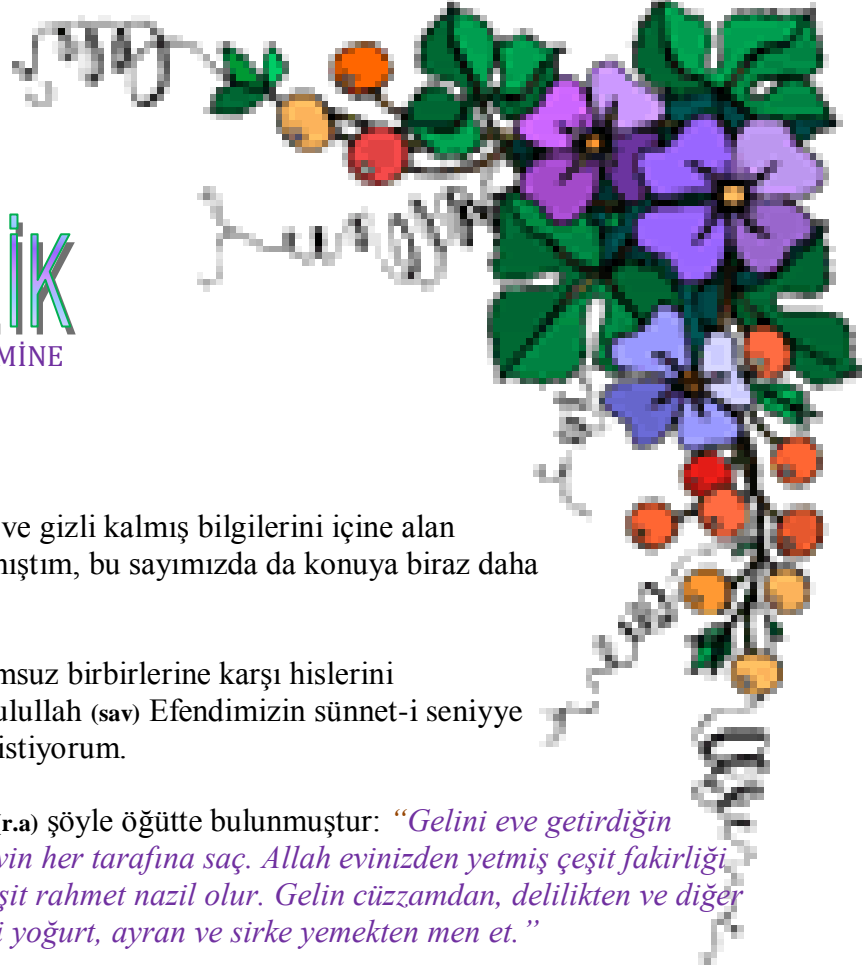 İK
MİNE
ve gizli kalmış bilgilerini içine alan
mıştım, bu sayımızda da konuya biraz daha
msuz birbirlerine karşı hislerini
ulullah (sav) Efendimizin sünnet-i seniyye
istiyorum.
(r.a) şöyle öğütte bulunmuştur: “Gelini eve getirdiğin
vin her tarafına saç. Allah evinizden yetmiş çeşit fakirliği
şit rahmet nazil olur. Gelin cüzzamdan, delilikten ve diğer
i yoğurt, ayran ve sirke yemekten men et.”